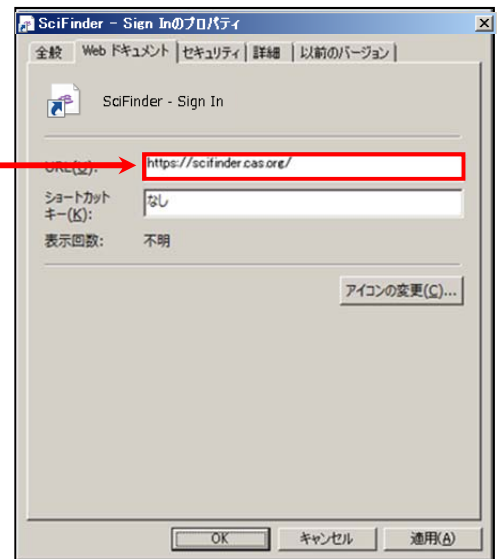 SciFinder - Sign Inのプロパティ
全般 Web ドキュメント セキュリティ 詳細 以前のバージョン
SciFinder - Sign In
URL(U): https://scifinder.cas.org/
ショートカット
キー(K): なし
表示回数: 不明
アイコンの変更(C)...
OK キャンセル 適用(A)